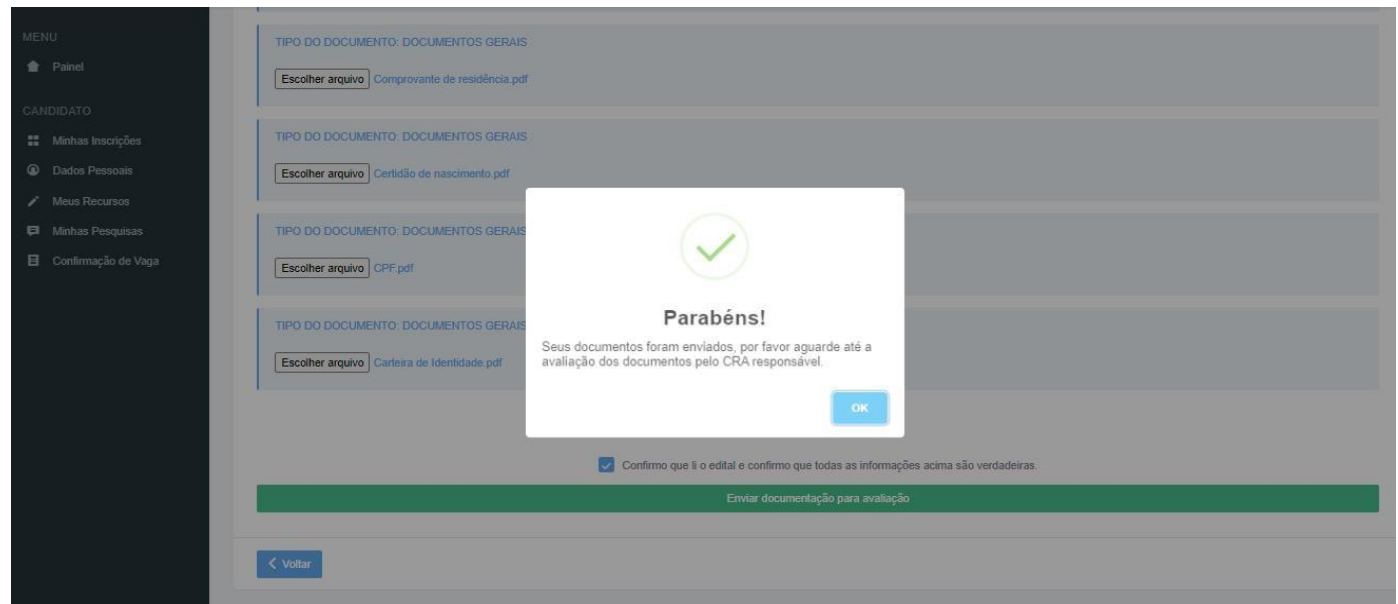 MENU
Painel
CANDIDATO
Minhas Inscrições
Dados Pessoais
Meus Recursos
Minhas Pesquisas
Confirmação de Vaga
TIPO DO DOCUMENTO: DOCUMENTOS GERAIS
Escolher arquivo Comprovante de residência.pdf
TIPO DO DOCUMENTO: DOCUMENTOS GERAIS
Escolher arquivo Certidão de nascimento.pdf
TIPO DO DOCUMENTO: DOCUMENTOS GERAIS
Escolher arquivo CPF.pdf
TIPO DO DOCUMENTO: DOCUMENTOS GERAIS
Escolher arquivo Carteira de Identidade.pdf
Parabéns!
Seus documentos foram enviados, por favor aguarde até a
avaliação dos documentos pelo CRA responsável.
OK
Confirmo que li o edital e confirmo que todas as informações acima são verdadeiras.
Enviar documentação para avaliação
Voltar